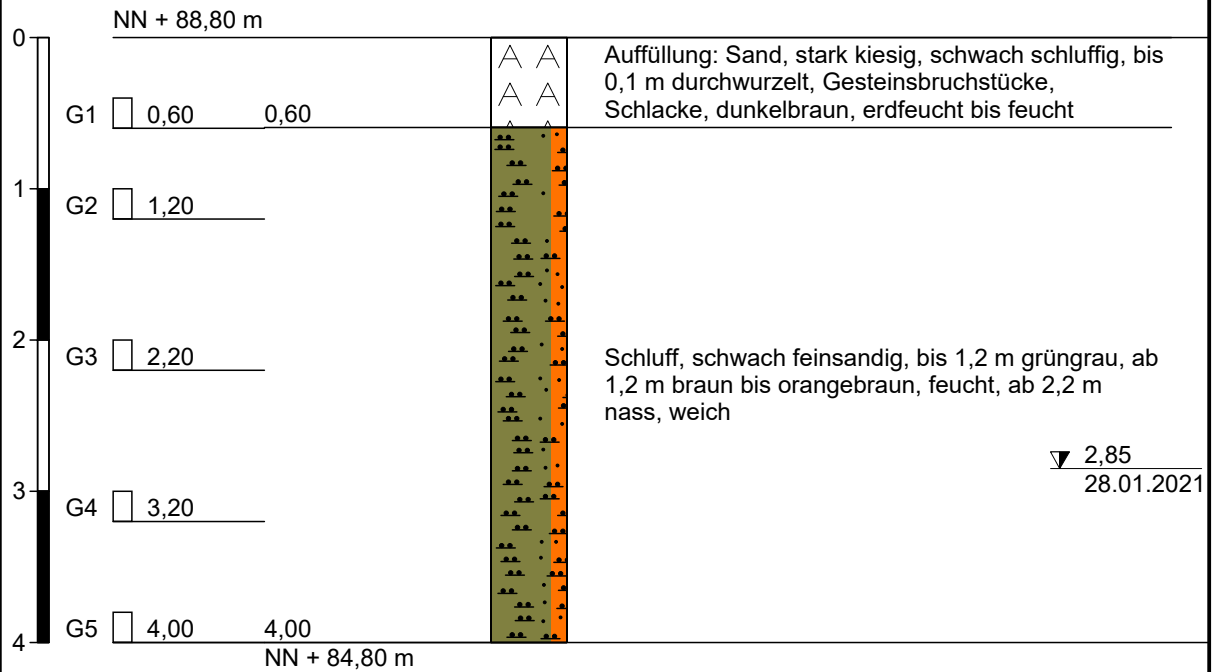 NN + 88,80 m
0
Auffüllung: Sand, stark kiesig, schwach schluffig, bis
0,1 m durchwurzelt, Gesteinsbruchstücke,
Schlacke, dunkelbraun, erdfeucht bis feucht
A A
A A
G1 0,60 0,60
1
G2 1,20
2
G3 2,20
Schluff, schwach feinsandig, bis 1,2 m grüngrau, ab
1,2 m braun bis orangebraun, feucht, ab 2,2 m
nass, weich
2,85
28.01.2021
3
G4 3,20
G5 4,00 4,00
4
NN + 84,80 m